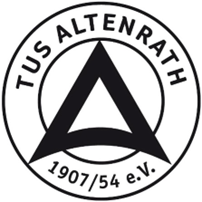 TUS ALTENRATH
1907/54 e.V.